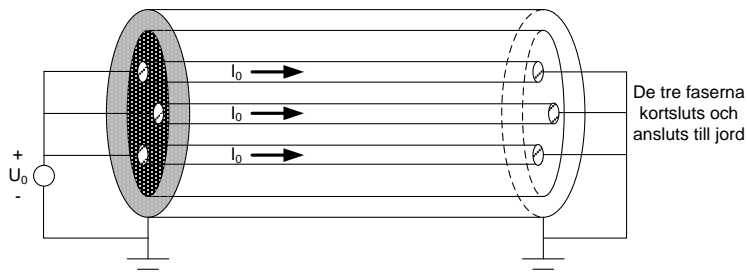 I₀
I₀
I₀
De tre faserna
kortsluts och
ansluts till jord
+
U₀
-